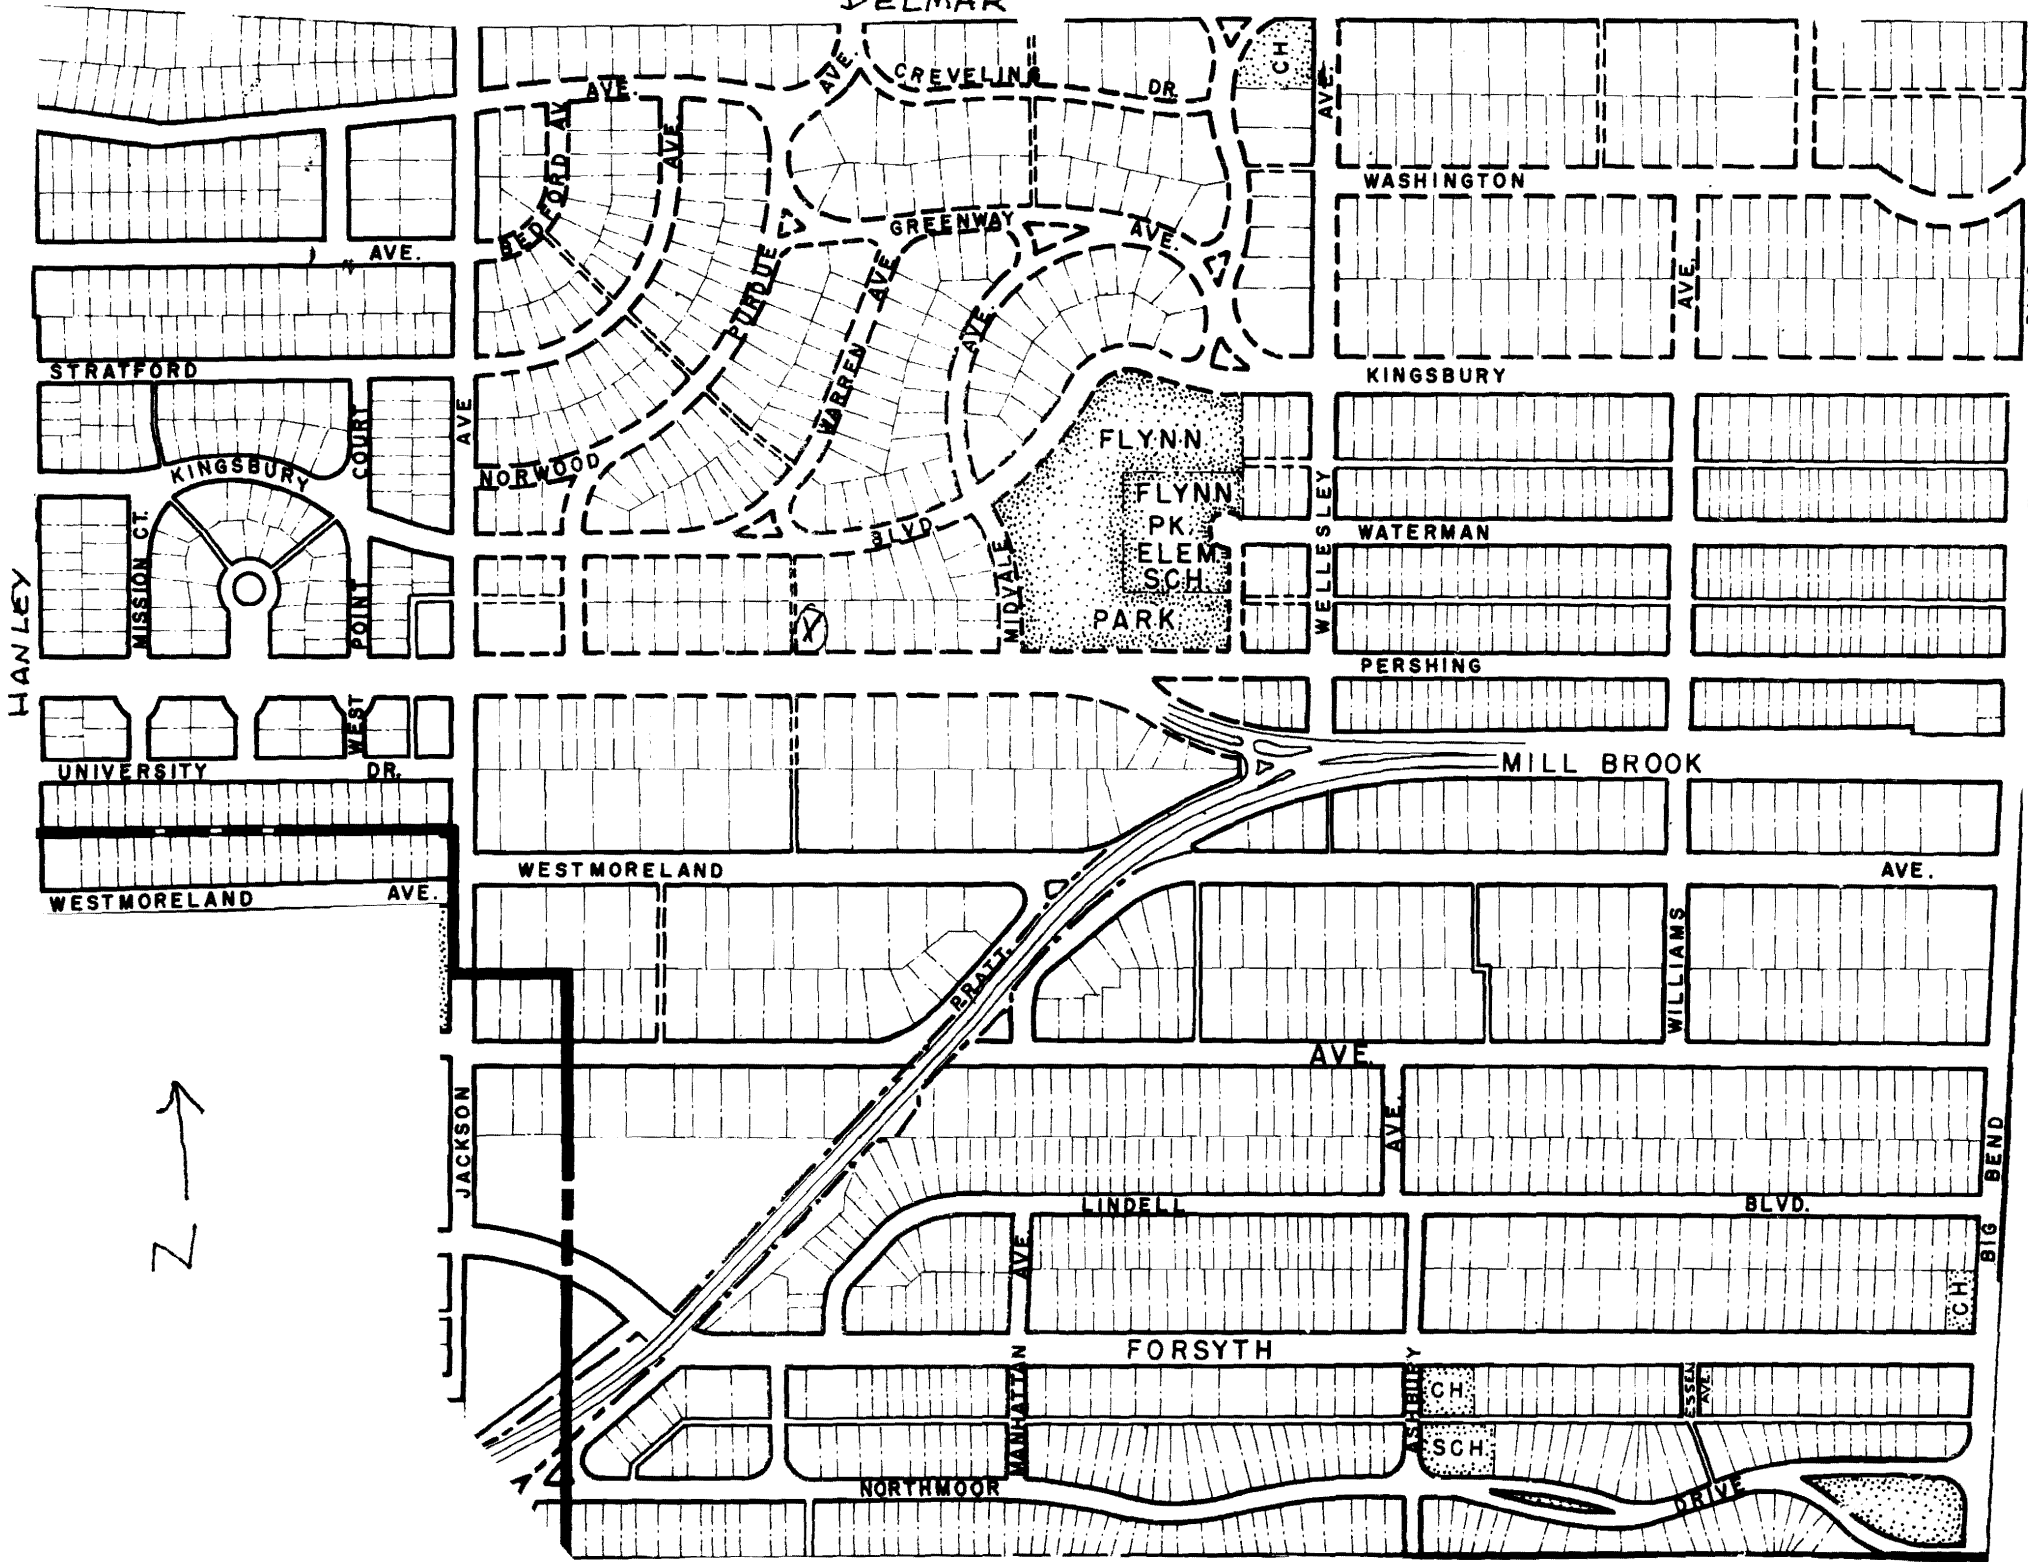 DELMAR
CREVELING
DR.
AVE.
CH
AVE.
AVE.
BEDFORD AV
AVE
WASHINGTON
GREENWAY
AVE.
AVE.
PURDUE
AVE
AVE
AVE.
STRATFORD
KINGSBURY
WARREN
COURT
AVE
KINGSBURY
NORWOOD
FLYNN
FLYNN
PK.
ELEM
SCH
PARK
WELLESLEY
MISSION CT.
BLVD
WATERMAN
MIDVALE
POINT
HANLEY
X
PERSHING
WEST
UNIVERSITY
DR.
MILL BROOK
WESTMORELAND
AVE.
WESTMORELAND
AVE.
PRATT.
WILLIAMS
AVE.
N
JACKSON
AVE.
BIG BEND
LINDELL
BLVD.
AVE
CH
FORSYTH
MANHATTAN
ASHBURY
CH.
ESSEX
AVE.
SCH
NORTHMOOR
DRIVE